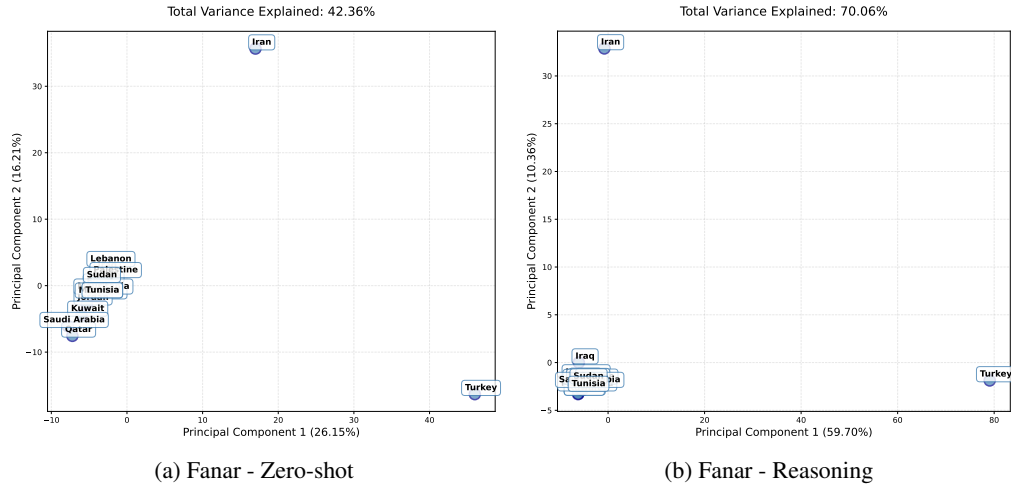 Total Variance Explained: 42.36%
Iran
30
20
10
0
−10
Lebanon
Palestine
Sudan
Tunisia
Jordan
Kuwait
Saudi Arabia
Qatar
Turkey
−10 0 10 20 30 40
Principal Component 2 (16.21%)
Principal Component 1 (26.15%)
(a) Fanar - Zero-shot
Total Variance Explained: 70.06%
Iran
30
25
20
15
10
5
0
−5
Iraq
Sudan
Tunisia
Turkey
0 20 40 60 80
Principal Component 2 (10.36%)
Principal Component 1 (59.70%)
(b) Fanar - Reasoning